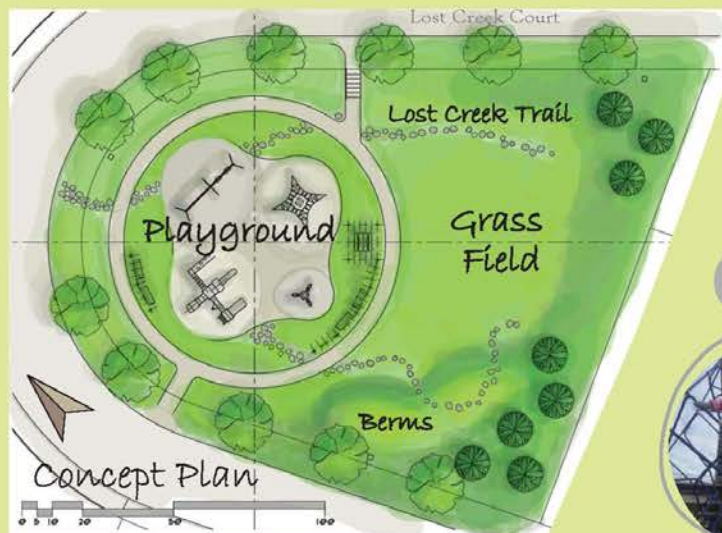 Lost Creek Court
Lost Creek Trail
Playground
Grass
Field
Berms
Concept Plan
0 5 10 20 50 100